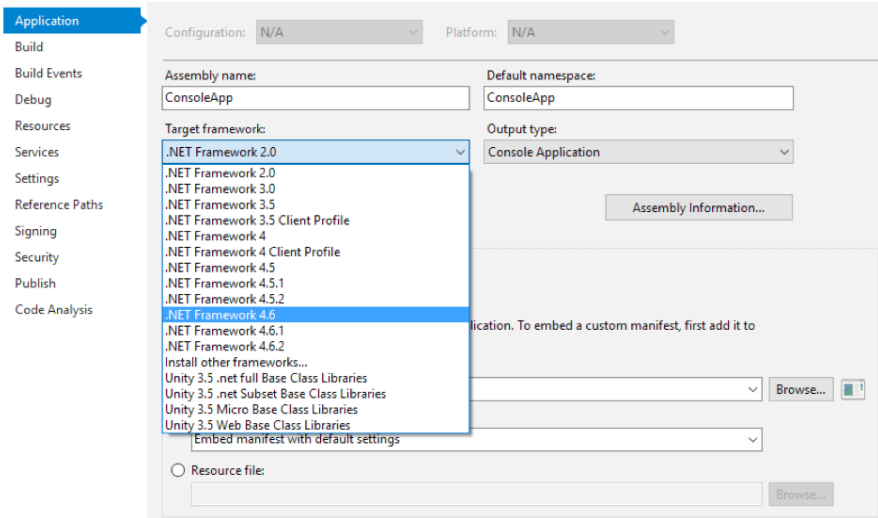 Application
Build
Build Events
Debug
Resources
Services
Settings
Reference Paths
Signing
Security
Publish
Code Analysis
Configuration: N/A Platform: N/A
Assembly name: Default namespace:
ConsoleApp ConsoleApp
Target framework: Output type:
.NET Framework 2.0 Console Application
.NET Framework 2.0
.NET Framework 3.0
.NET Framework 3.5
.NET Framework 3.5 Client Profile
.NET Framework 4
.NET Framework 4 Client Profile
.NET Framework 4.5
.NET Framework 4.5.1
.NET Framework 4.5.2
.NET Framework 4.6
.NET Framework 4.6.1
.NET Framework 4.6.2
Install other frameworks...
Unity 3.5 .net full Base Class Libraries
Unity 3.5 .net Subset Base Class Libraries
Unity 3.5 Micro Base Class Libraries
Unity 3.5 Web Base Class Libraries
Assembly Information...
lication. To embed a custom manifest, first add it to
Browse...
Embed manifest with default settings
Resource file:
Browse...